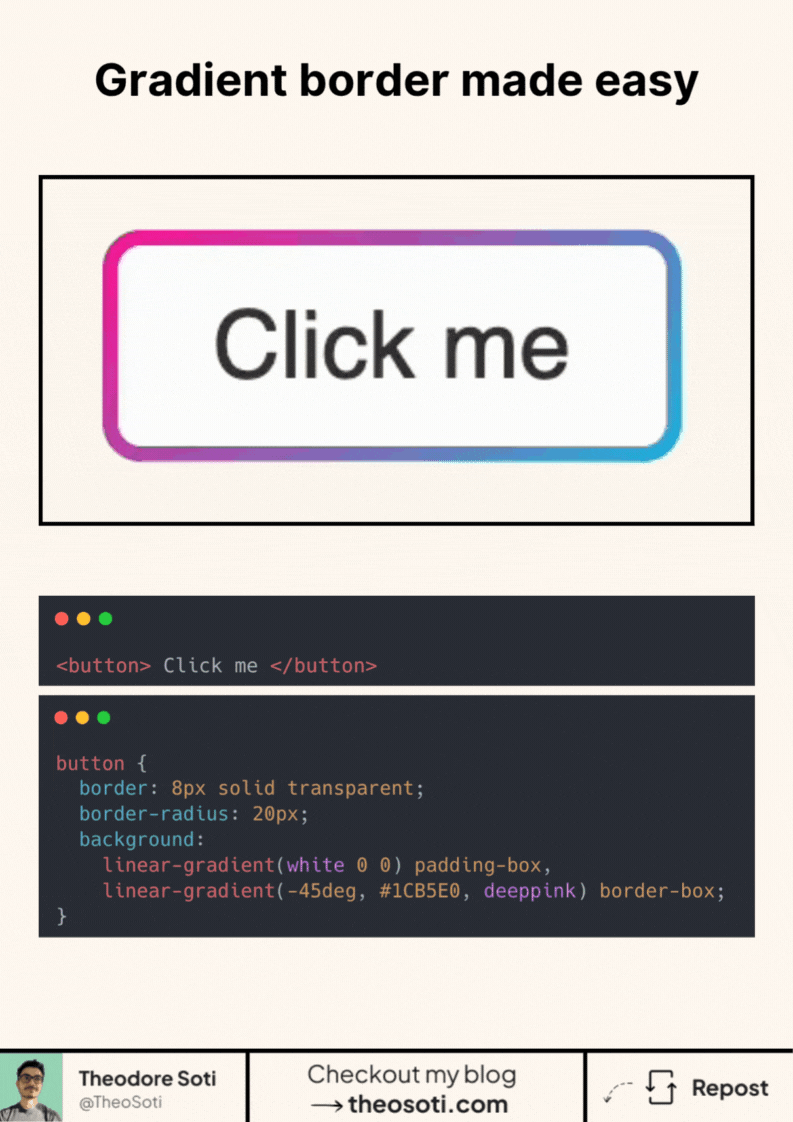 Gradient border made easy
Click me
<button> Click me </button>
button {
  border: 8px solid transparent;
  border-radius: 20px;
  background:
    linear-gradient(white 0 0) padding-box,
    linear-gradient(-45deg, #1CB5E0, deeppink) border-box;
}
Theodore Soti
@TheoSoti
Checkout my blog
→ theosoti.com
Repost